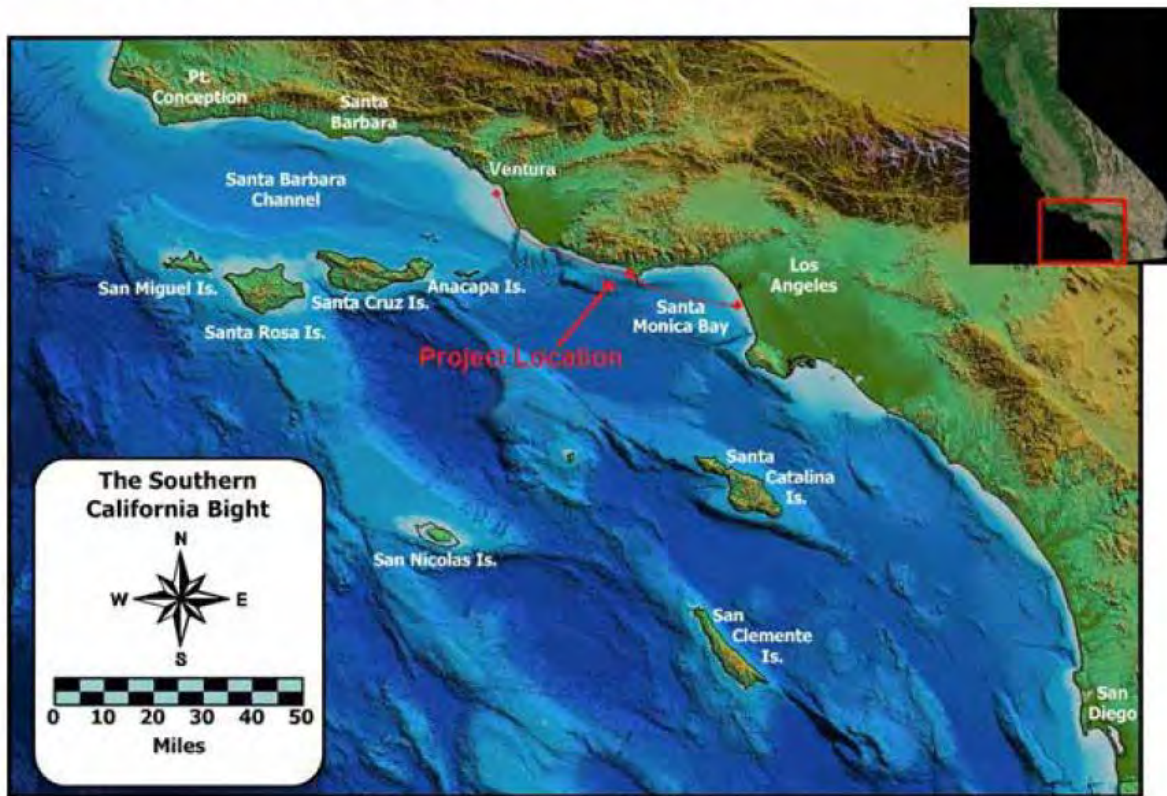 Pt.
Conception
Santa
Barbara
Ventura
Santa Barbara
Channel
Los
Angeles
San Miguel Is.
Santa Cruz Is.
Anacapa Is.
Santa
Monica Bay
Santa Rosa Is.
Project Location
Santa
Catalina
Is.
San Nicolas Is.
San
Clemente
Is.
San
Diego
The Southern
California Bight
N
W
E
S
0 10 20 30 40 50
Miles